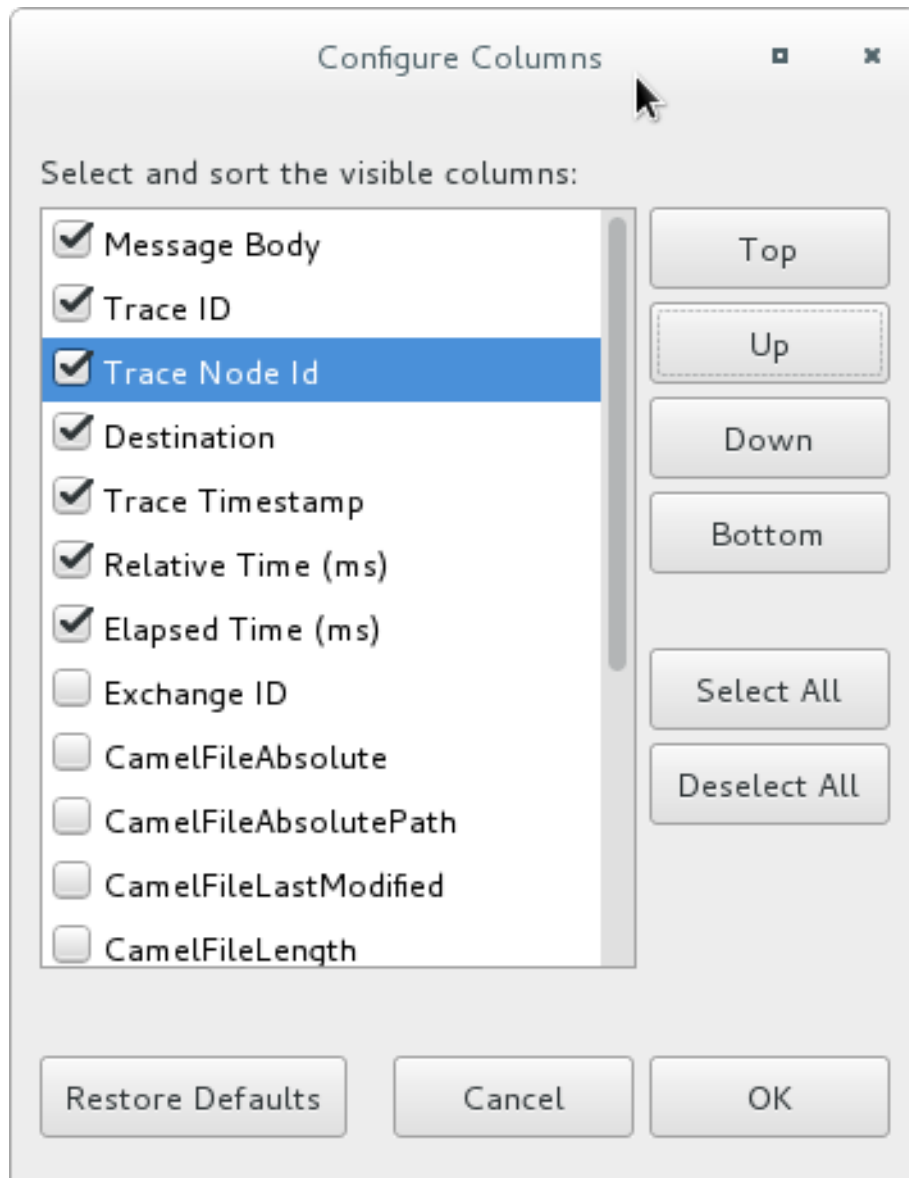 Configure Columns
Select and sort the visible columns:
Message Body
Trace ID
Trace Node Id
Destination
Trace Timestamp
Relative Time (ms)
Elapsed Time (ms)
Exchange ID
CamelFileAbsolute
CamelFileAbsolutePath
CamelFileLastModified
CamelFileLength
Top
Up
Down
Bottom
Select All
Deselect All
Restore Defaults
Cancel
OK